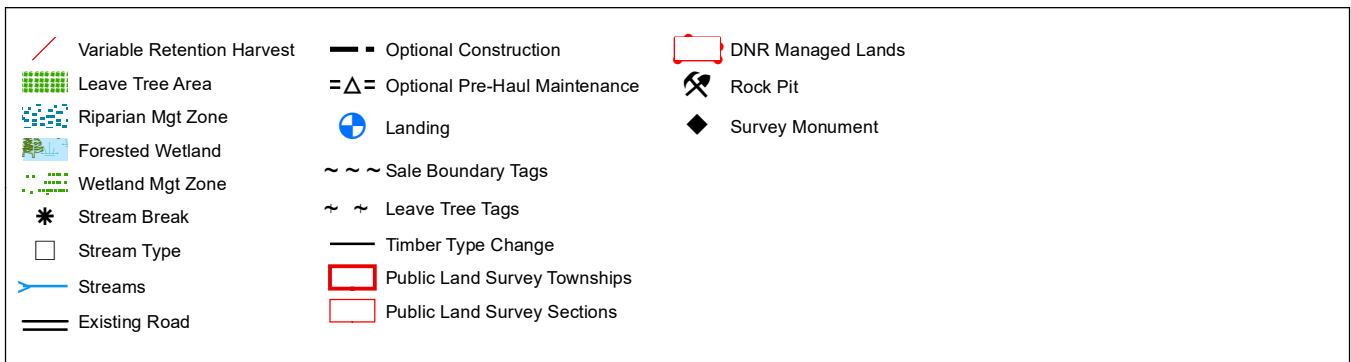 Variable Retention Harvest
Leave Tree Area
Riparian Mgt Zone
Forested Wetland
Wetland Mgt Zone
Stream Break
Stream Type
Streams
Existing Road
Optional Construction
Optional Pre-Haul Maintenance
Landing
Sale Boundary Tags
Leave Tree Tags
Timber Type Change
Public Land Survey Townships
Public Land Survey Sections
DNR Managed Lands
Rock Pit
Survey Monument